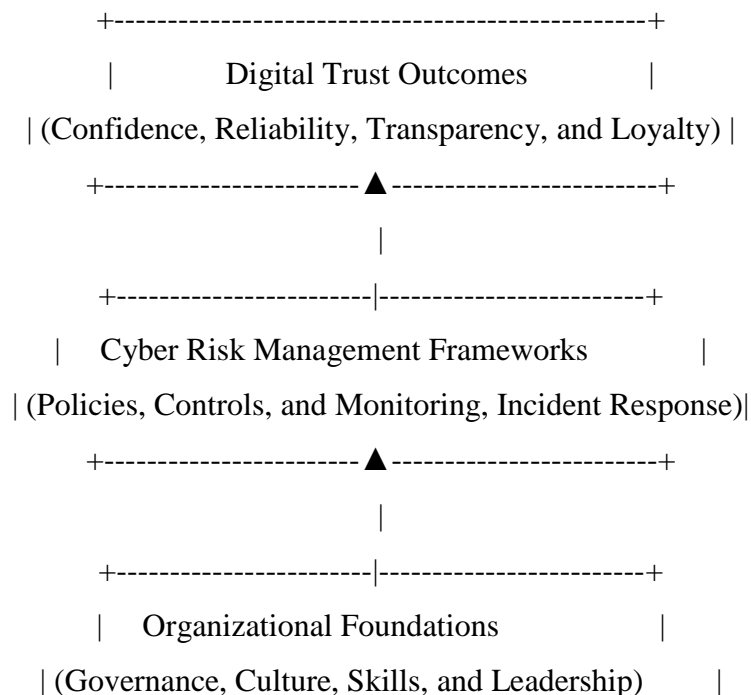 +--------------------------------------------------+
| Digital Trust Outcomes |
| (Confidence, Reliability, Transparency, and Loyalty) |
+------------------------- ▲ -------------------------+
|
+------------------------|-------------------------+
| Cyber Risk Management Frameworks |
| (Policies, Controls, and Monitoring, Incident Response)|
+------------------------- ▲ -------------------------+
|
+-------------------------|-------------------------+
| Organizational Foundations |
| (Governance, Culture, Skills, and Leadership) |